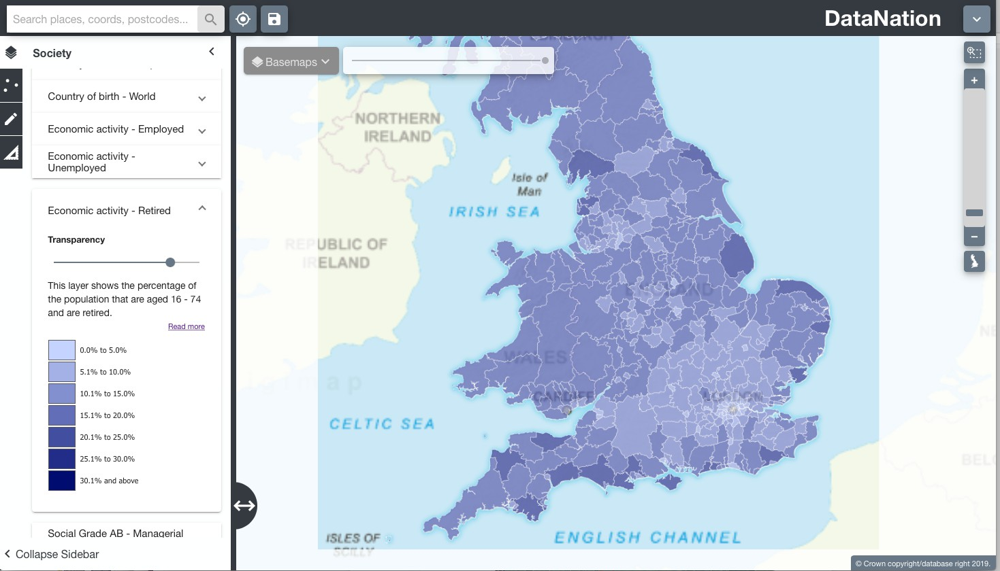 Search places, coords, postcodes...
DataNation
Society
Basemaps
Country of birth - World
Economic activity - Employed
Economic activity -
Unemployed
Economic activity - Retired
Transparency
This layer shows the percentage of
the population that are aged 16 - 74
and are retired.
Read more
0.0% to 5.0%
5.1% to 10.0%
10.1% to 15.0%
15.1% to 20.0%
20.1% to 25.0%
25.1% to 30.0%
30.1% and above
Social Grade AB - Managerial
Collapse Sidebar
EDINBURGH
NORTHERN
IRELAND
Isle of
Man
IRISH SEA
REPUBLIC OF
IRELAND
ENGLAND
WALES
CARDIFF
LONDON
CELTIC SEA
ISLES OF
SCILLY
ENGLISH CHANNEL
NE
BEL
+
−
© Crown copyright/database right 2019.